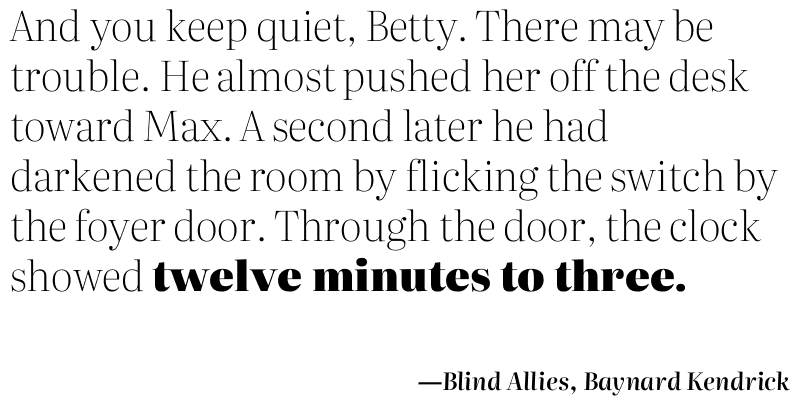 And you keep quiet, Betty. There may be
trouble. He almost pushed her off the desk
toward Max. A second later he had
darkened the room by flicking the switch by
the foyer door. Through the door, the clock
showed twelve minutes to three.
—Blind Allies, Baynard Kendrick